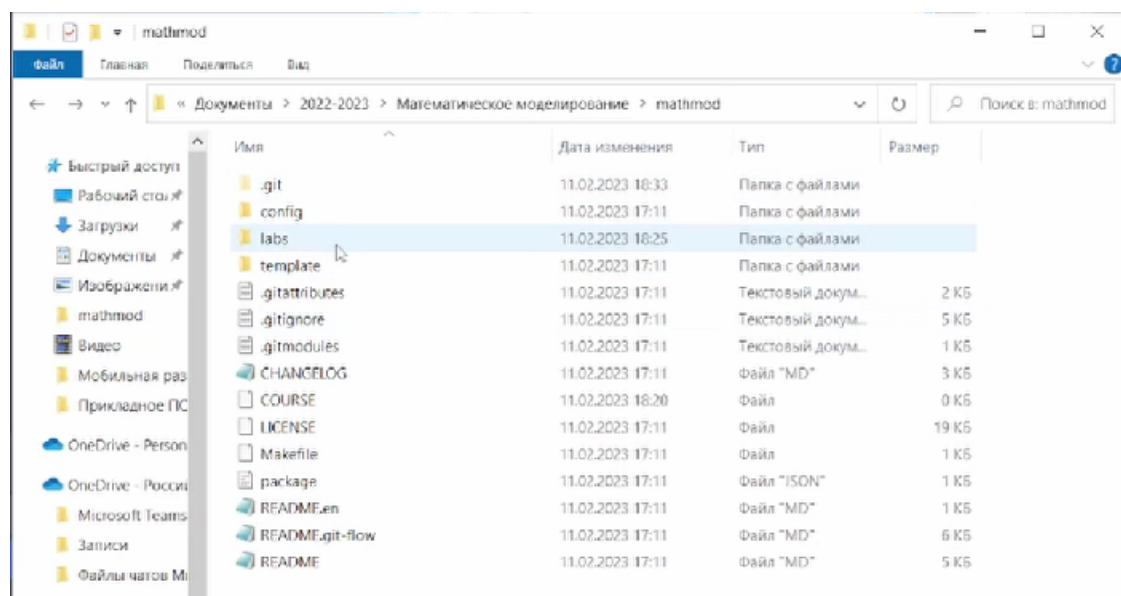 mathmod
Файл Главная Поделиться Вид
« Документы > 2022-2023 > Математическое моделирование > mathmod Поиск в: mathmod
Имя Дата изменения Тип Размер
Быстрый доступ
Рабочий стол
Загрузки
Документы
Изображени
mathmod
Видео
Мобильная раз
Прикладное ПО
OneDrive - Person
OneDrive - Росси
Microsoft Teams
Записи
Файлы чатов Mi
.git 11.02.2023 18:33 Папка с файлами
config 11.02.2023 17:11 Папка с файлами
labs 11.02.2023 18:25 Папка с файлами
template 11.02.2023 17:11 Папка с файлами
.gitattributes 11.02.2023 17:11 Текстовый докум... 2 КБ
.gitignore 11.02.2023 17:11 Текстовый докум... 5 КБ
.gitmodules 11.02.2023 17:11 Текстовый докум... 1 КБ
CHANGELOG 11.02.2023 17:11 Файл "MD" 3 КБ
COURSE 11.02.2023 18:20 Файл 0 КБ
LICENSE 11.02.2023 17:11 Файл 19 КБ
Makefile 11.02.2023 17:11 Файл 1 КБ
package 11.02.2023 17:11 Файл "JSON" 1 КБ
README.en 11.02.2023 17:11 Файл "MD" 1 КБ
README.git-flow 11.02.2023 17:11 Файл "MD" 6 КБ
README 11.02.2023 17:11 Файл "MD" 5 КБ